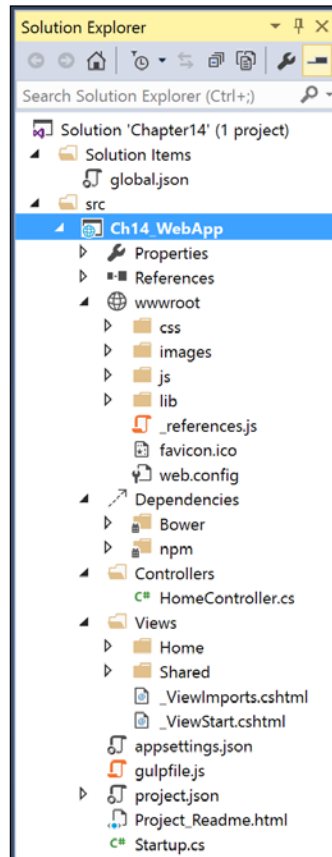 Solution Explorer
Search Solution Explorer (Ctrl+;)
Solution 'Chapter14' (1 project)
Solution Items
global.json
src
Ch14_WebApp
Properties
References
wwwroot
css
images
js
lib
_references.js
favicon.ico
web.config
Dependencies
Bower
npm
Controllers
C# HomeController.cs
Views
Home
Shared
_ViewImports.cshtml
_ViewStart.cshtml
appsettings.json
gulpfile.js
project.json
Project_Readme.html
C# Startup.cs